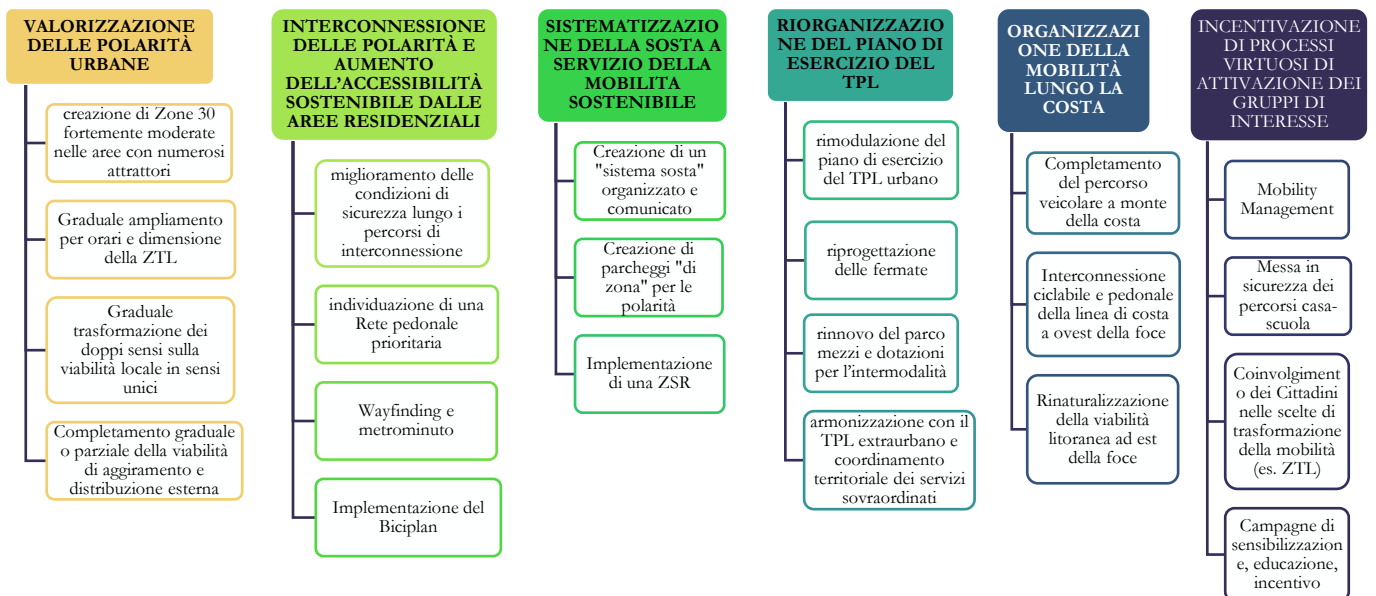 VALORIZZAZIONE
DELLE POLARITÀ
URBANE
creazione di Zone 30
fortemente moderate
nelle aree con numerosi
attrattori
Graduale ampliamento
per orari e dimensione
della ZTL
Graduale
trasformazione dei
doppi sensi sulla
viabilità locale in sensi
unici
Completamento graduale
o parziale della viabilità
di aggiramento e
distribuzione esterna
INTERCONNESSIONE
DELLE POLARITÀ E
AUMENTO
DELL'ACCESSIBILITÀ
SOSTENIBILE DALLE
AREE RESIDENZIALI
miglioramento delle
condizioni di
sicurezza lungo i
percorsi di
interconnessione
individuazione di una
Rete pedonale
prioritaria
Wayfinding e
metrominuto
Implementazione del
Biciplan
SISTEMATIZZAZIO
NE DELLA SOSTA A
SERVIZIO DELLA
MOBILITA
SOSTENIBILE
Creazione di un
"sistema sosta"
organizzato e
comunicato
Creazione di
parcheggi "di
zona" per le
polarità
Implementazione
di una ZSR
RIORGANIZZAZIO
NE DEL PIANO DI
ESERCIZIO DEL
TPL
rimodulazione del
piano di esercizio
del TPL urbano
riprogettazione
delle fermate
rinnovo del parco
mezzi e dotazioni
per l'intermodalità
armonizzazione con il
TPL extraurbano e
coordinamento
territoriale dei servizi
sovraordinati
ORGANIZZAZI
ONE DELLA
MOBILITÀ
LUNGO LA
COSTA
Completamento
del percorso
veicolare a monte
della costa
Interconnessione
ciclabile e pedonale
della linea di costa
a ovest della foce
Rinaturalizzazione
della viabilità
litoranea ad est
della foce
INCENTIVAZIONE
DI PROCESSI
VIRTUOSI DI
ATTIVAZIONE DEI
GRUPPI DI
INTERESSE
Mobility
Management
Messa in
sicurezza dei
percorsi casa-
scuola
Coinvolgiment
o dei Cittadini
nelle scelte di
trasformazione
della mobilità
(es. ZTL)
Campagne di
sensibilizzazion
e, educazione,
incentivo